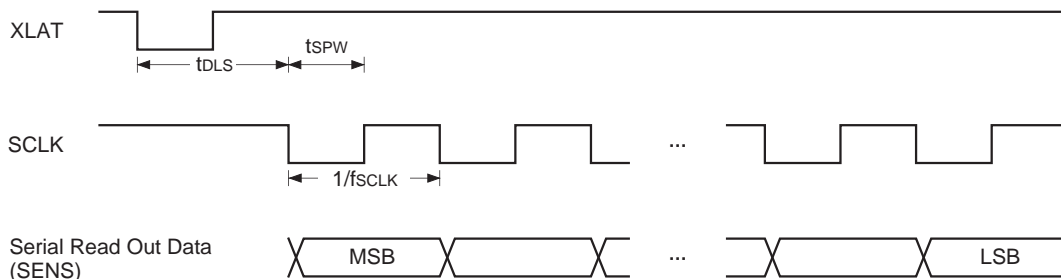 XLAT
tDLS
tSPW
SCLK
...
1/fSCLK
Serial Read Out Data
(SENS)
MSB
...
LSB